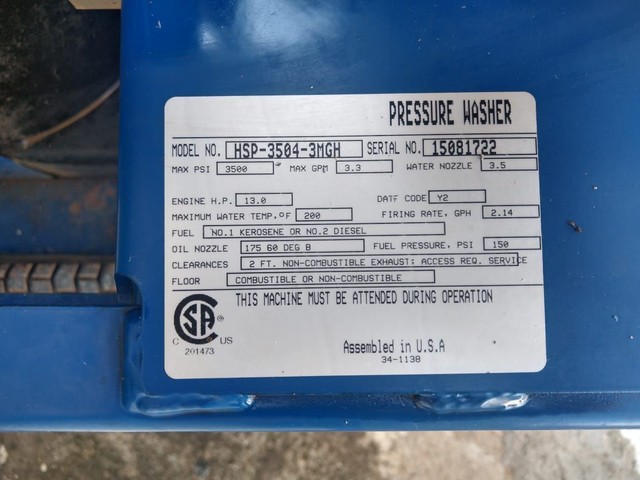 PRESSURE WASHER
MODEL NO. HSP-3504-3MGH SERIAL NO. 15081722
MAX PSI 3500 MAX GPM 3.3 WATER NOZZLE 3.5
ENGINE H.P. 13.0 DATE CODE Y2
MAXIMUM WATER TEMP,ºF 200 FIRING RATE, GPH 2.14
FUEL NO.1 KEROSENE OR NO.2 DIESEL
OIL NOZZLE 175 60 DEG B FUEL PRESSURE, PSI 150
CLEARANCES 2 FT. NON-COMBUSTIBLE EXHAUST: ACCESS REQ. SERVICE
FLOOR COMBUSTIBLE OR NON-COMBUSTIBLE
THIS MACHINE MUST BE ATTENDED DURING OPERATION
CSA
C US
201473
Assembled in U.S.A
34-1138